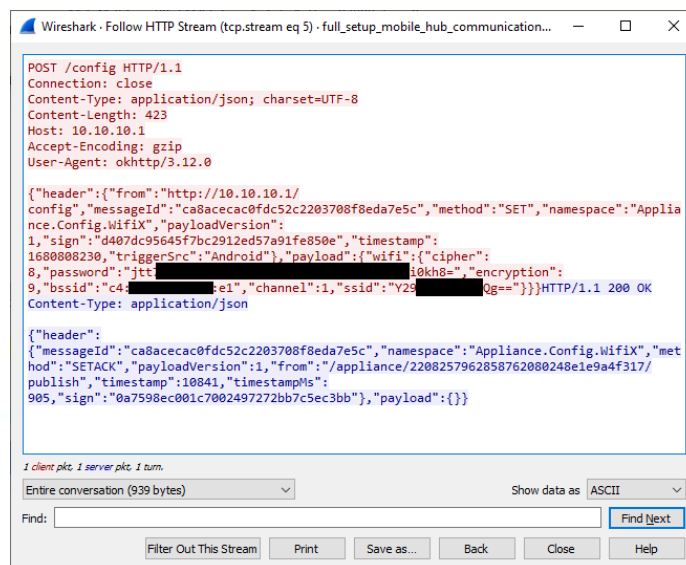 Wireshark · Follow HTTP Stream (tcp.stream eq 5) · full_setup_mobile_hub_communication...
POST /config HTTP/1.1
Connection: close
Content-Type: application/json; charset=UTF-8
Content-Length: 423
Host: 10.10.10.1
Accept-Encoding: gzip
User-Agent: okhttp/3.12.0
{"header":{"from":"http://10.10.10.1/
config","messageId":"ca8acecac0fdc52c2203708f8eda7e5c","method":"SET","namespace":"Applia
nce.Config.WifiX","payloadVersion":
1,"sign":"d407dc95645f7bc2912ed57a91fe850e","timestamp":
1680808230,"triggerSrc":"Android"},"payload":{"wifi":{"cipher":
8,"password":"jtt i0kh8=","encryption":
9,"bssid":"c4: :e1","channel":1,"ssid":"Y29 Qg=="}}}HTTP/1.1 200 OK
Content-Type: application/json
{"header":
{"messageId":"ca8acecac0fdc52c2203708f8eda7e5c","namespace":"Appliance.Config.WifiX","met
hod":"SETACK","payloadVersion":1,"from":"/appliance/2208257962858762080248e1e9a4f317/
publish","timestamp":10841,"timestampMs":
905,"sign":"0a7598ec001c7002497272bb7c5ec3bb"},"payload":{}}
1 client pkt, 1 server pkt, 1 turn.
Entire conversation (939 bytes) Show data as ASCII
Find: Find Next
Filter Out This Stream Print Save as... Back Close Help